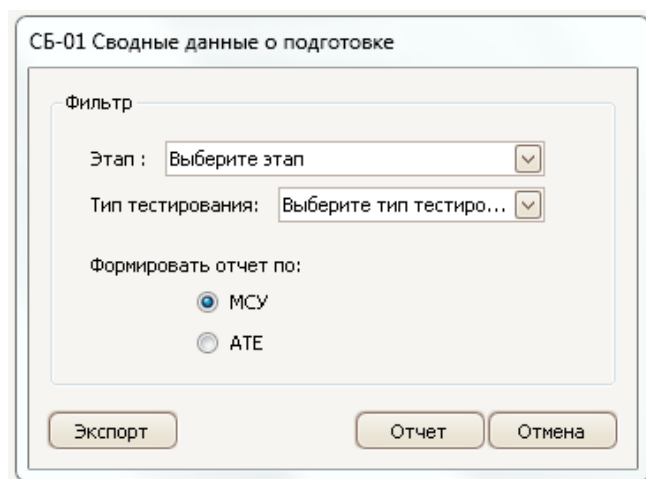 СБ-01 Сводные данные о подготовке
Фильтр
Этап : Выберите этап
Тип тестирования: Выберите тип тестиро...
Формировать отчет по:
МСУ
АТЕ
Экспорт Отчет Отмена